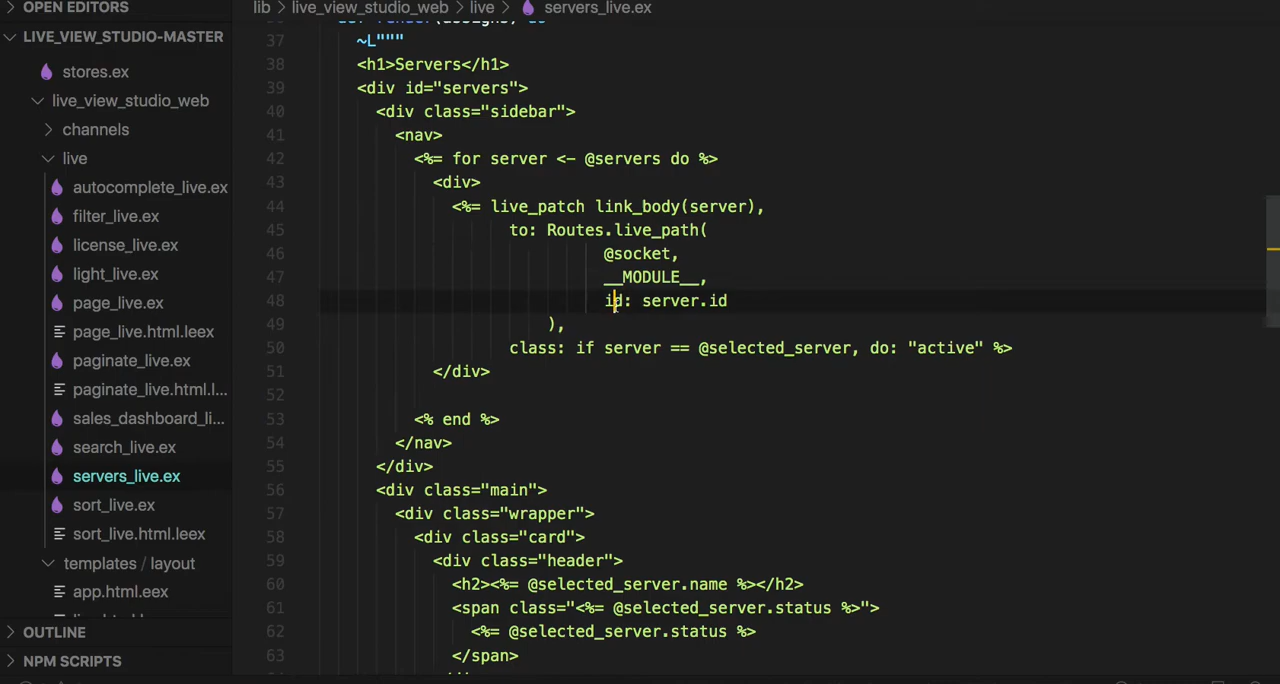 OPEN EDITORS
LIVE_VIEW_STUDIO-MASTER
stores.ex
live_view_studio_web
channels
live
autocomplete_live.ex
filter_live.ex
license_live.ex
light_live.ex
page_live.ex
page_live.html.leex
paginate_live.ex
paginate_live.html.l...
sales_dashboard_li...
search_live.ex
servers_live.ex
sort_live.ex
sort_live.html.leex
templates / layout
app.html.eex
OUTLINE
NPM SCRIPTS
lib > live_view_studio_web > live > servers_live.ex
37 ~L"""
38 <h1>Servers</h1>
39 <div id="servers">
40 <div class="sidebar">
41 <nav>
42 <%= for server <- @servers do %>
43 <div>
44 <%= live_patch link_body(server),
45 to: Routes.live_path(
46 @socket,
47 __MODULE__,
48 id: server.id
49 ),
50 class: if server == @selected_server, do: "active" %>
51 </div>
52
53 <% end %>
54 </nav>
55 </div>
56 <div class="main">
57 <div class="wrapper">
58 <div class="card">
59 <div class="header">
60 <h2><%= @selected_server.name %></h2>
61 <span class="<%= @selected_server.status %>">
62 <%= @selected_server.status %>
63 </span>